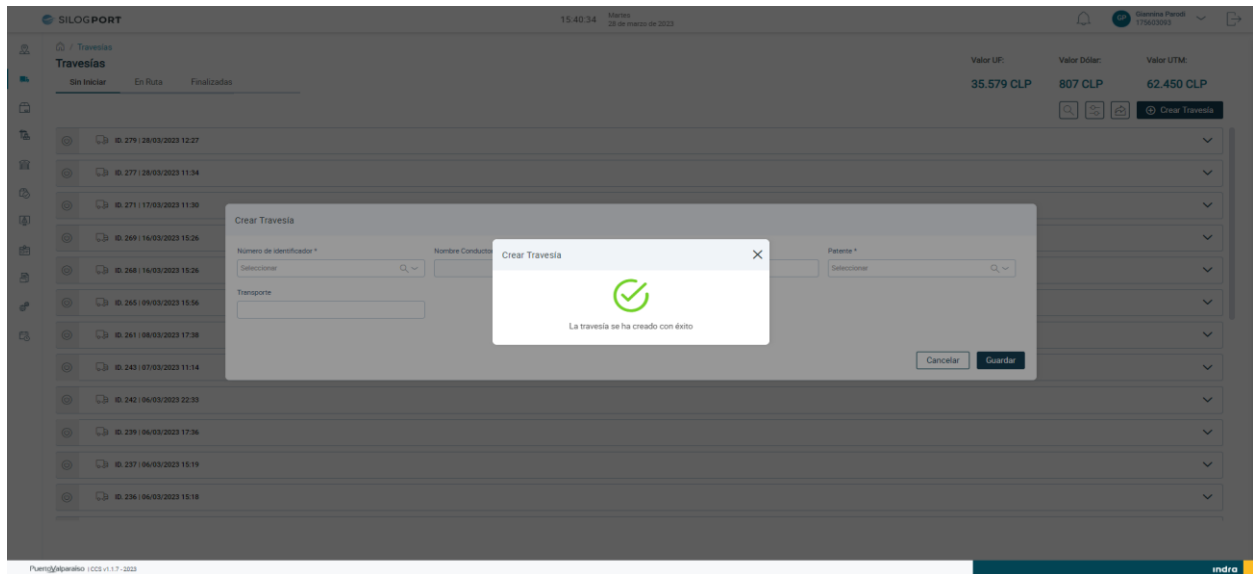 SILOGPORT
15:40:34
Martes
28 de marzo de 2023
GP
Giannina Parodi
175603093
/ Travesías
Travesías
Sin Iniciar En Ruta Finalizadas
Valor UF: Valor Dólar: Valor UTM:
35.579 CLP 807 CLP 62.450 CLP
Crear Travesía
ID. 279 | 28/03/2023 12:27
ID. 277 | 28/03/2023 11:34
ID. 271 | 17/03/2023 11:30
ID. 269 | 16/03/2023 15:26
ID. 268 | 16/03/2023 15:26
ID. 265 | 09/03/2023 15:56
ID. 261 | 08/03/2023 17:38
ID. 243 | 07/03/2023 11:14
ID. 242 | 06/03/2023 22:33
ID. 239 | 06/03/2023 17:36
ID. 237 | 06/03/2023 15:19
ID. 236 | 06/03/2023 15:18
Crear Travesía
Número de identificador * Nombre Conducto Patente *
Seleccionar Seleccionar
Transporte
Cancelar Guardar
Crear Travesía
La travesía se ha creado con éxito
PuertoValparaíso | CCS v1.1.7 - 2023
indra